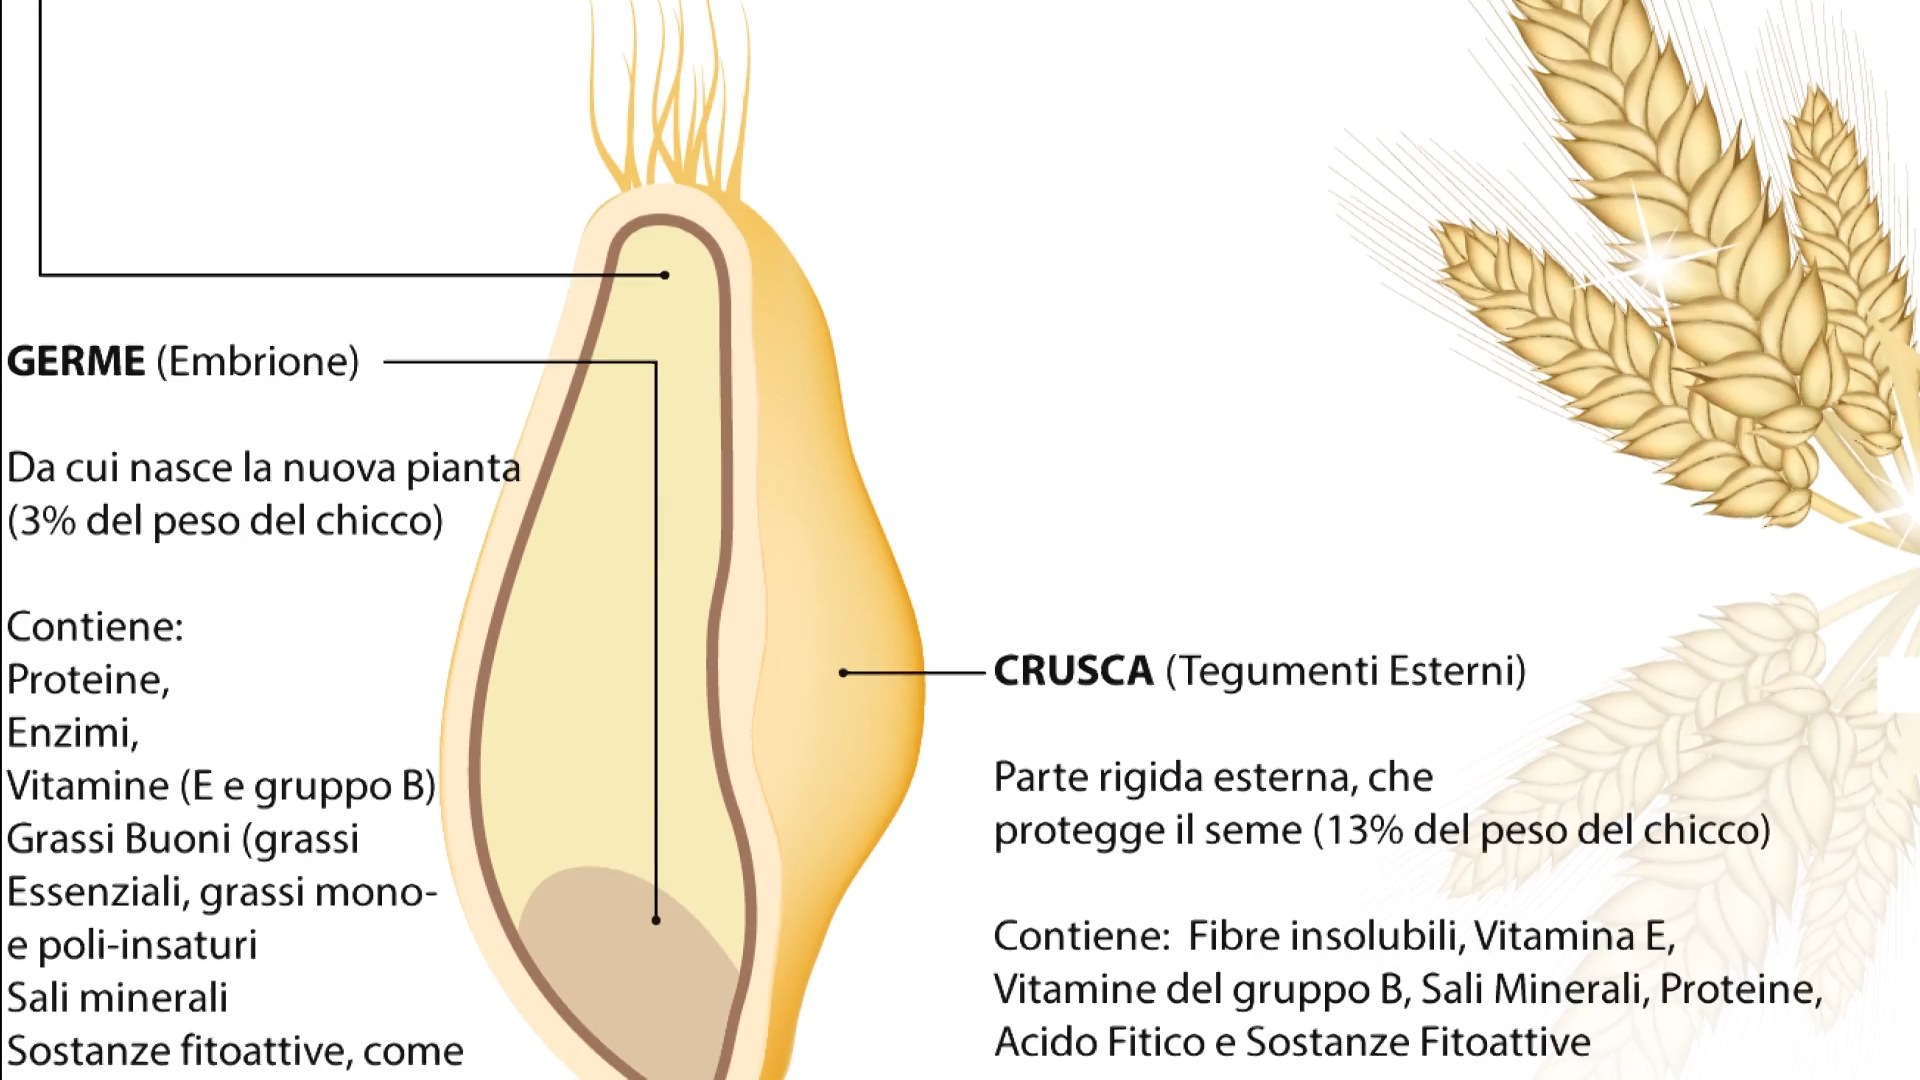 GERME (Embrione)
Da cui nasce la nuova pianta
(3% del peso del chicco)
Contiene:
Proteine,
Enzimi,
Vitamine (E e gruppo B)
Grassi Buoni (grassi
Essenziali, grassi mono-
e poli-insaturi
Sali minerali
Sostanze fitoattive, come
CRUSCA (Tegumenti Esterni)
Parte rigida esterna, che
protegge il seme (13% del peso del chicco)
Contiene:  Fibre insolubili, Vitamina E,
Vitamine del gruppo B, Sali Minerali, Proteine,
Acido Fitico e Sostanze Fitoattive